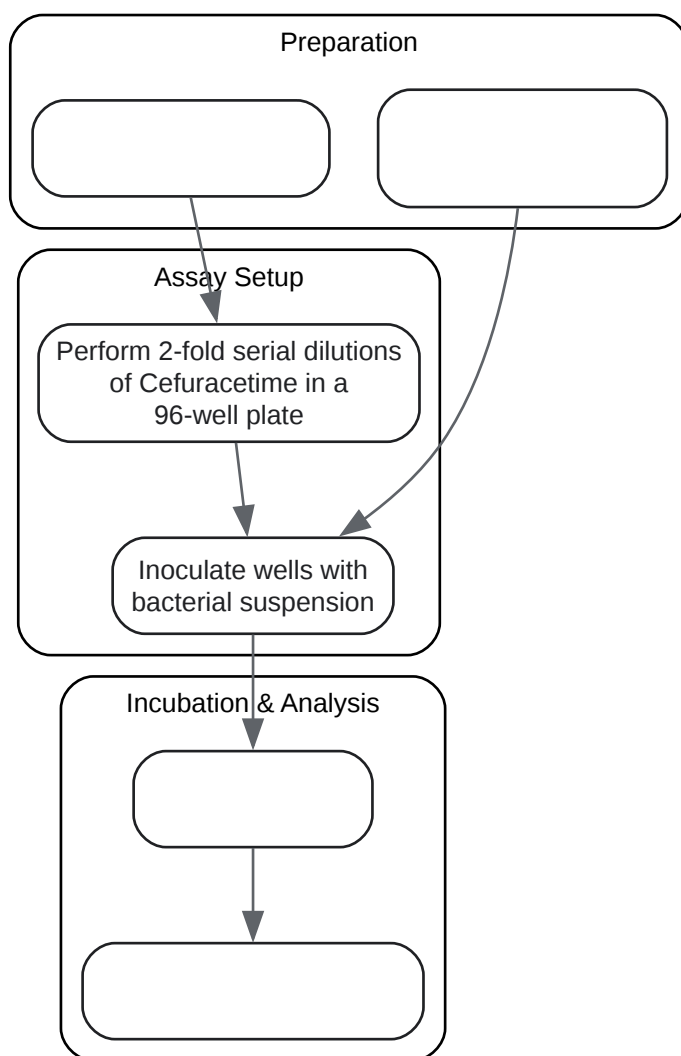 Preparation
Assay Setup
Perform 2-fold serial dilutions
of Cefuracetime in a
96-well plate
Inoculate wells with
bacterial suspension
Incubation & Analysis